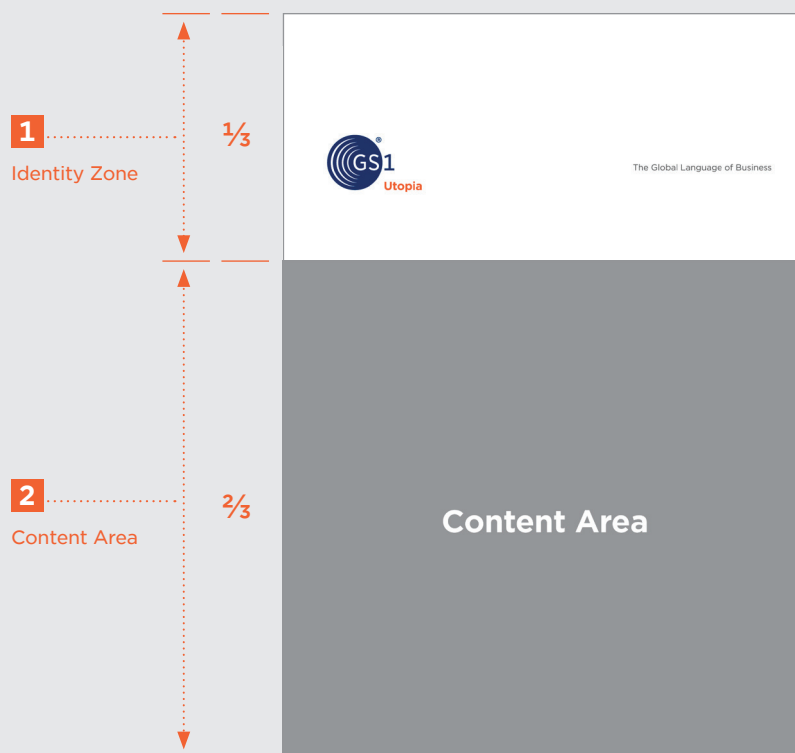 1
Identity Zone
⅓
GS1
®
Utopia
The Global Language of Business
2
Content Area
⅔
Content Area